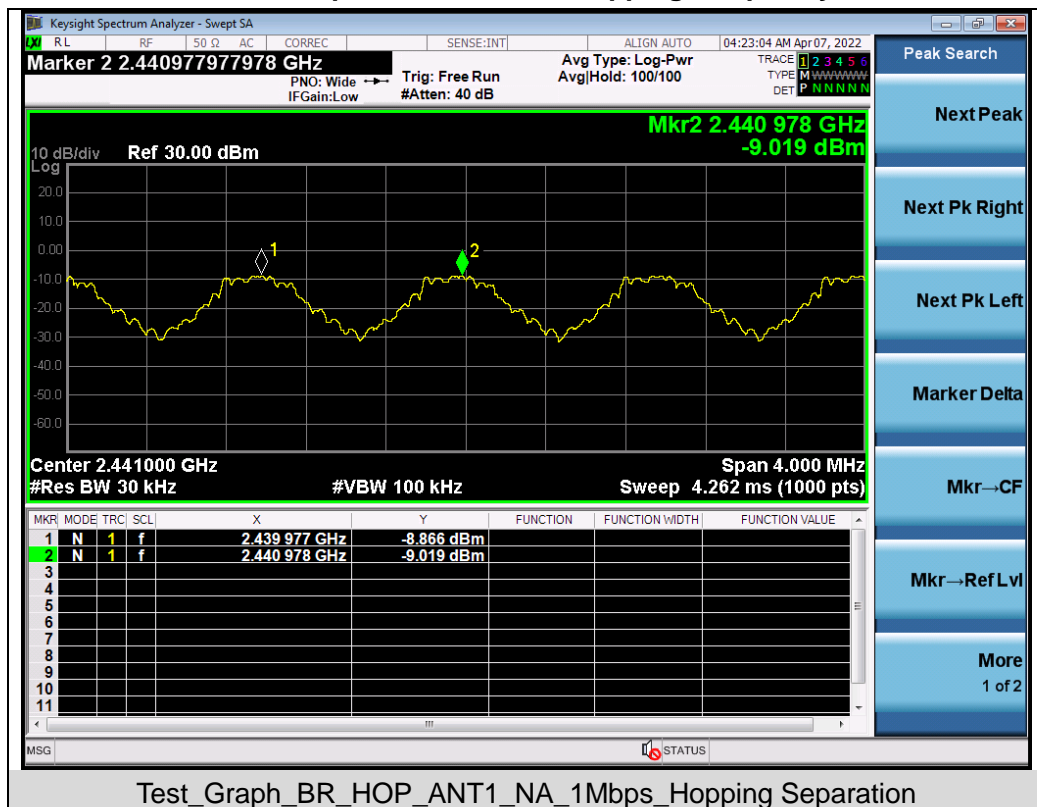 Keysight Spectrum Analyzer - Swept SA
LXI RL RF 50 Ω AC CORREC SENSE:INT ALIGN AUTO 04:23:04 AM Apr 07, 2022
Marker 2 2.440977977978 GHz
PNO: Wide
IFGain:Low
Trig: Free Run
#Atten: 40 dB
Avg Type: Log-Pwr
Avg|Hold: 100/100
TRACE 1 2 3 4 5 6
TYPE M WWWWW
DET P N N N N N
Mkr2 2.440 978 GHz
-9.019 dBm
10 dB/div Ref 30.00 dBm
Log
20.0
10.0
0.00
-10.0
-20.0
-30.0
-40.0
-50.0
-60.0
1
2
Center 2.441000 GHz Span 4.000 MHz
#Res BW 30 kHz #VBW 100 kHz Sweep 4.262 ms (1000 pts)
MKR MODE TRC SCL X Y FUNCTION FUNCTION WIDTH FUNCTION VALUE
1 N 1 f 2.439 977 GHz -8.866 dBm
2 N 1 f 2.440 978 GHz -9.019 dBm
3
4
5
6
7
8
9
10
11
MSG STATUS
Peak Search
Next Peak
Next Pk Right
Next Pk Left
Marker Delta
Mkr→CF
Mkr→Ref Lvl
More
1 of 2
Test_Graph_BR_HOP_ANT1_NA_1Mbps_Hopping Separation